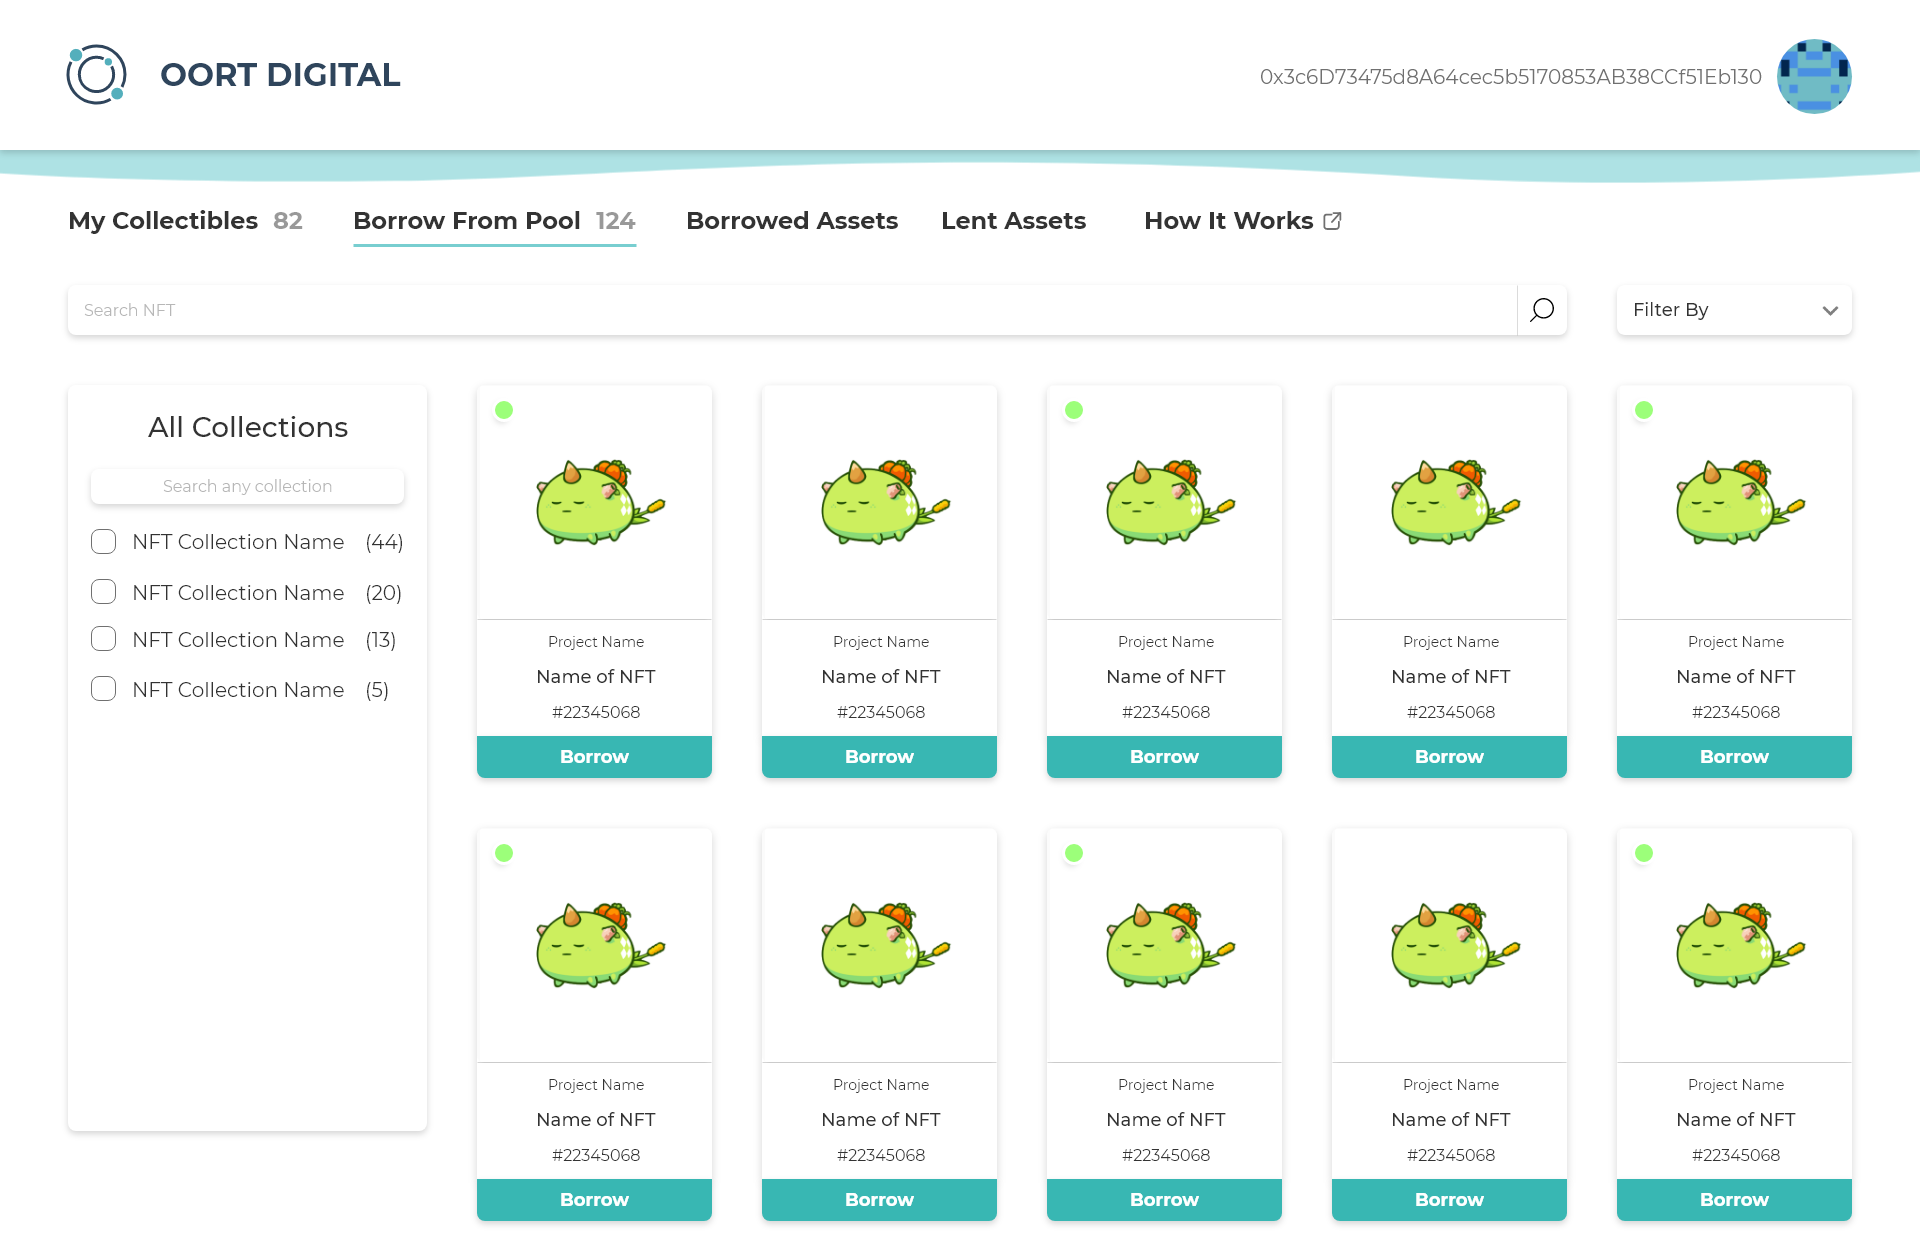 OORT DIGITAL
0x3c6D73475d8A64cec5b5170853AB38CCf51Eb130
My Collectibles 82 Borrow From Pool 124 Borrowed Assets Lent Assets How It Works
Search NFT
Filter By
All Collections
Search any collection
NFT Collection Name (44)
NFT Collection Name (20)
NFT Collection Name (13)
NFT Collection Name (5)
Project Name
Name of NFT
#22345068
Borrow
Project Name
Name of NFT
#22345068
Borrow
Project Name
Name of NFT
#22345068
Borrow
Project Name
Name of NFT
#22345068
Borrow
Project Name
Name of NFT
#22345068
Borrow
Project Name
Name of NFT
#22345068
Borrow
Project Name
Name of NFT
#22345068
Borrow
Project Name
Name of NFT
#22345068
Borrow
Project Name
Name of NFT
#22345068
Borrow
Project Name
Name of NFT
#22345068
Borrow